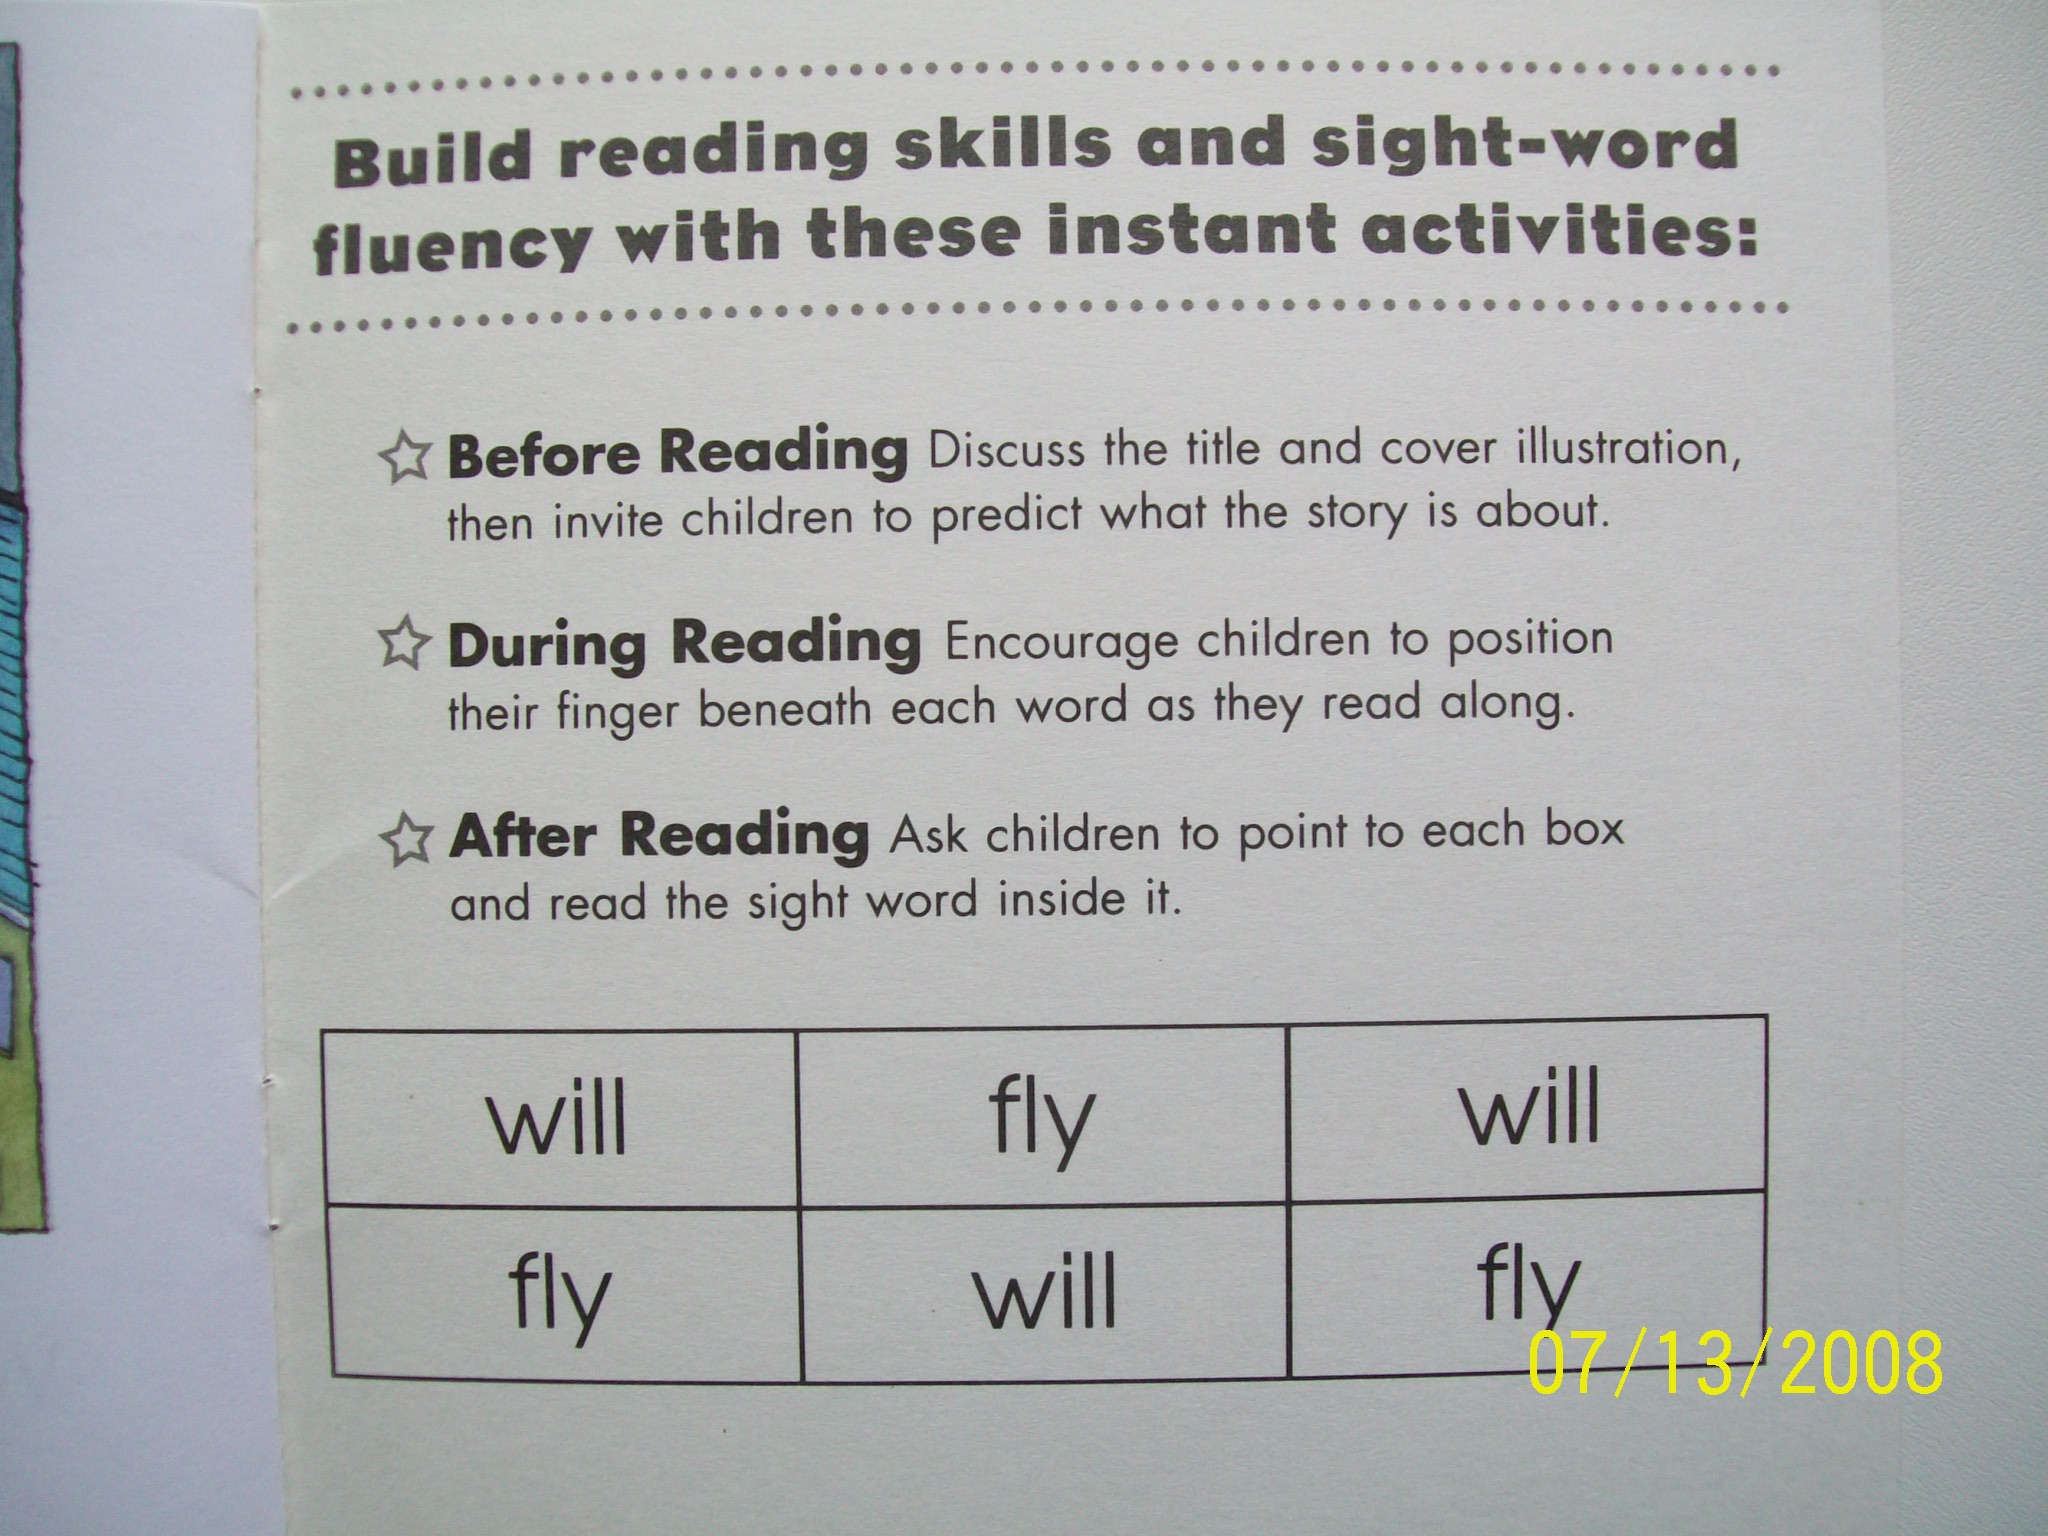 Build reading skills and sight-word
fluency with these instant activities:
Before Reading Discuss the title and cover illustration,
then invite children to predict what the story is about.
During Reading Encourage children to position
their finger beneath each word as they read along.
After Reading Ask children to point to each box
and read the sight word inside it.
will fly will
fly will fly
07/13/2008